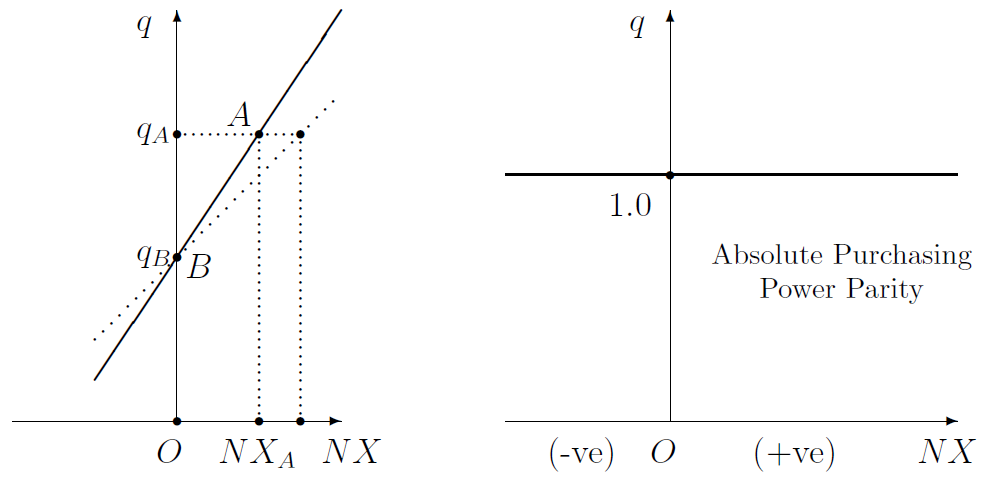 q
A
q_A
q_B
B
O
NX_A
NX
q
1.0
Absolute Purchasing
Power Parity
(-ve)
O
(+ve)
NX